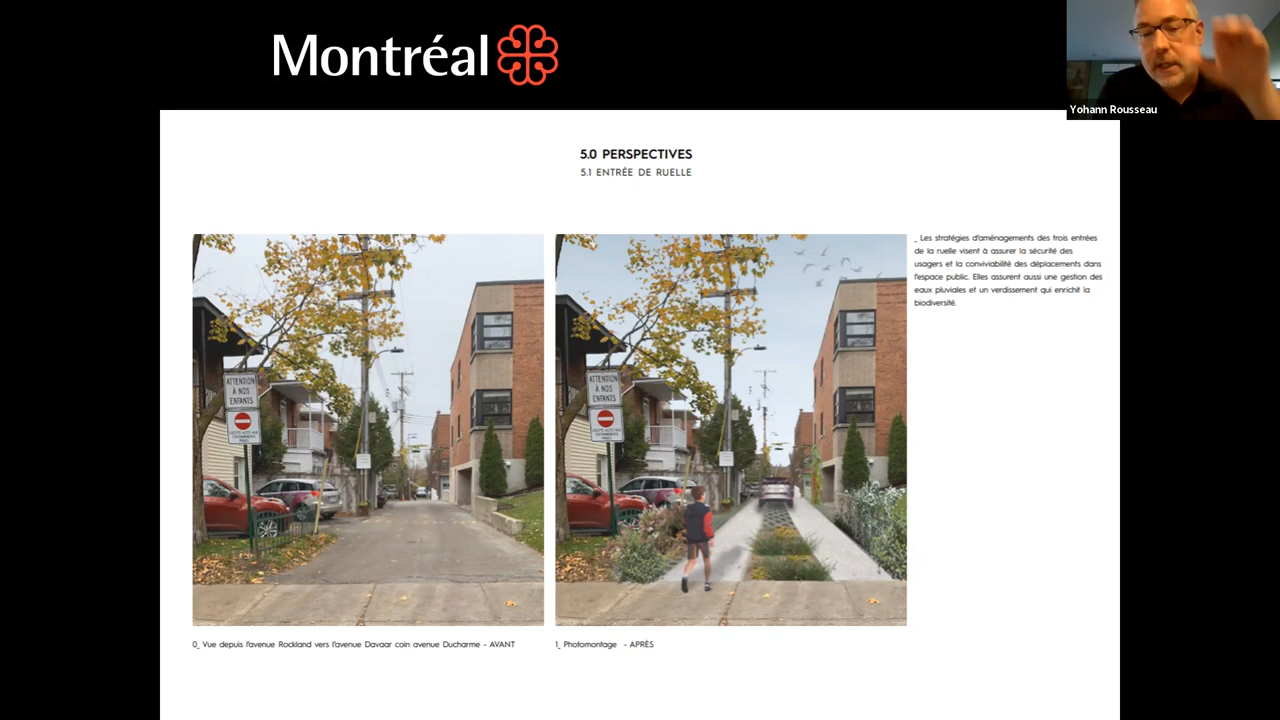 Montréal
Yohann Rousseau
5.0 PERSPECTIVES
5.1 ENTRÉE DE RUELLE
ATTENTION
À NOS
ENFANTS
ATTENTION
À NOS
ENFANTS
_ Les stratégies d'aménagements des trois entrées
de la ruelle visent à assurer la sécurité des
usagers et la convivialité des déplacements dans
l'espace public. Elles assurent aussi une gestion des
eaux pluviales et un verdissement qui enrichit la
biodiversité.
0_ Vue depuis l'avenue Rockland vers l'avenue Davaar coin avenue Ducharme - AVANT
1_ Photomontage - APRÈS